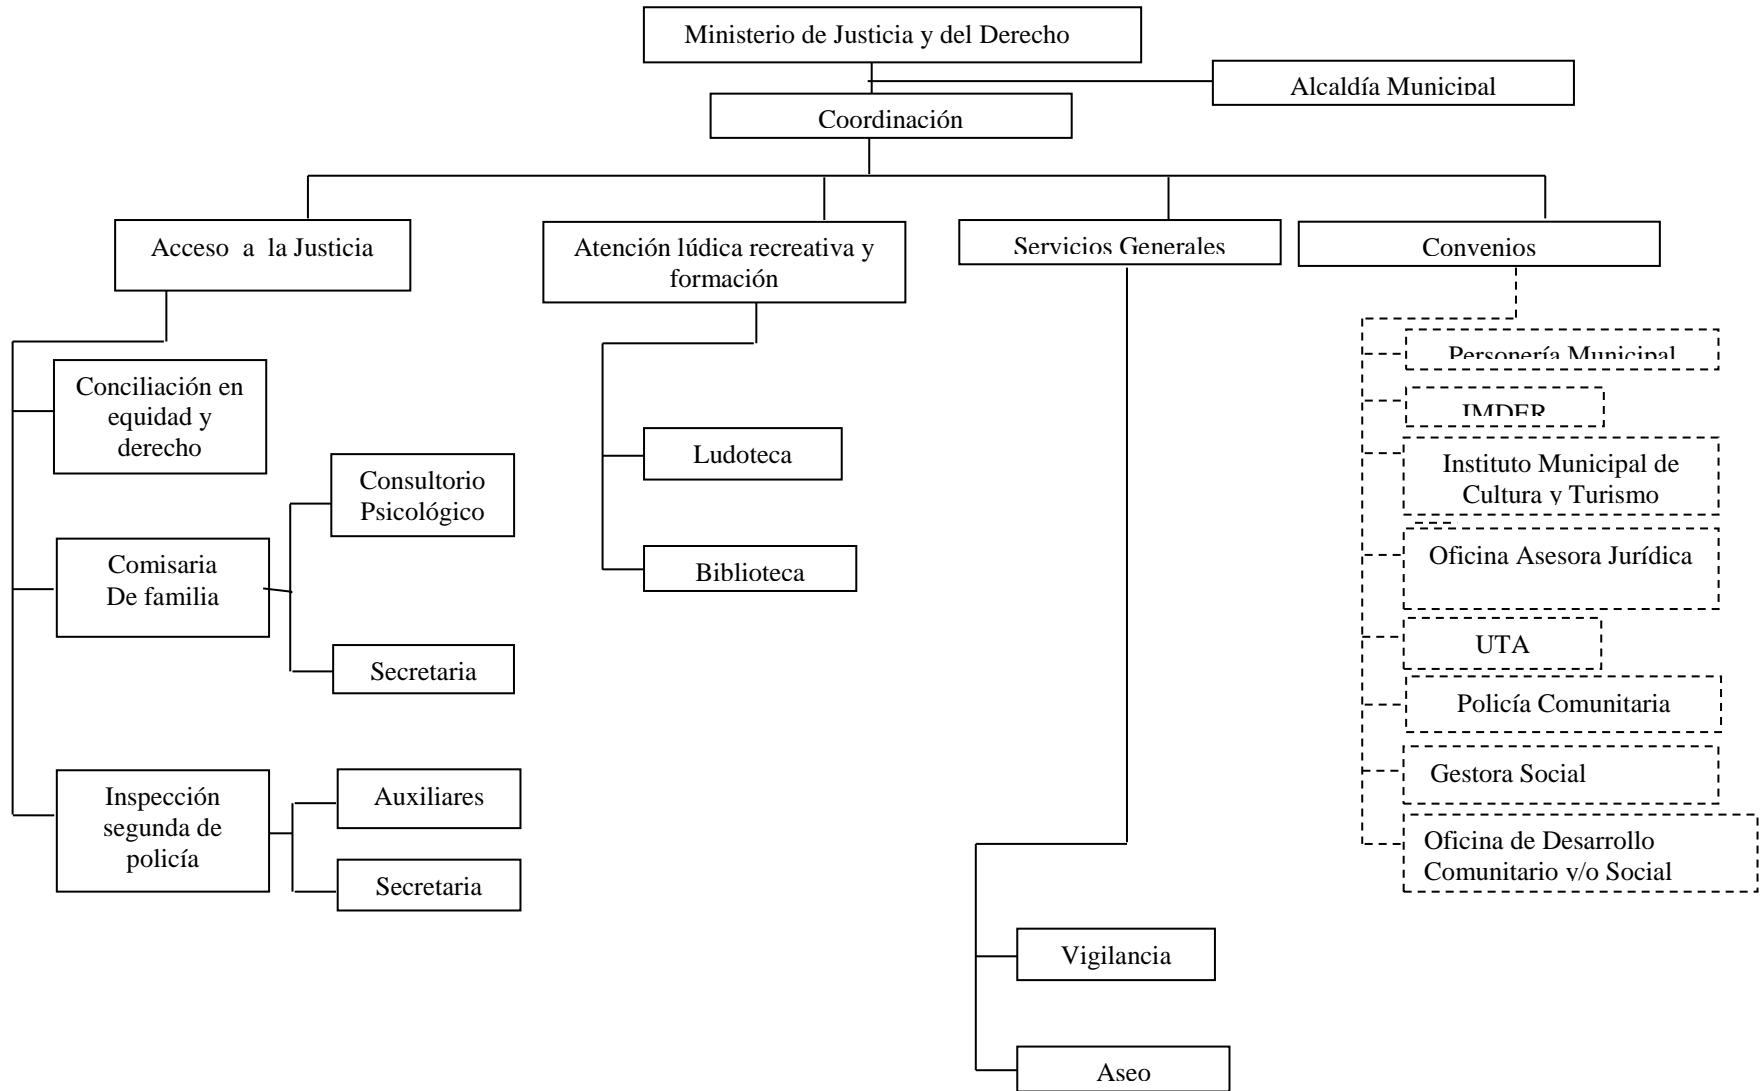 Ministerio de Justicia y del Derecho
Alcaldía Municipal
Coordinación
Acceso a la Justicia
Atención lúdica recreativa y
formación
Servicios Generales
Convenios
Conciliación en
equidad y
derecho
Comisaria
De familia
Consultorio
Psicológico
Secretaria
Inspección
segunda de
policía
Auxiliares
Secretaria
Ludoteca
Biblioteca
Vigilancia
Aseo
Personería Municipal
IMDER
Instituto Municipal de
Cultura y Turismo
Oficina Asesora Jurídica
UTA
Policía Comunitaria
Gestora Social
Oficina de Desarrollo
Comunitario y/o Social